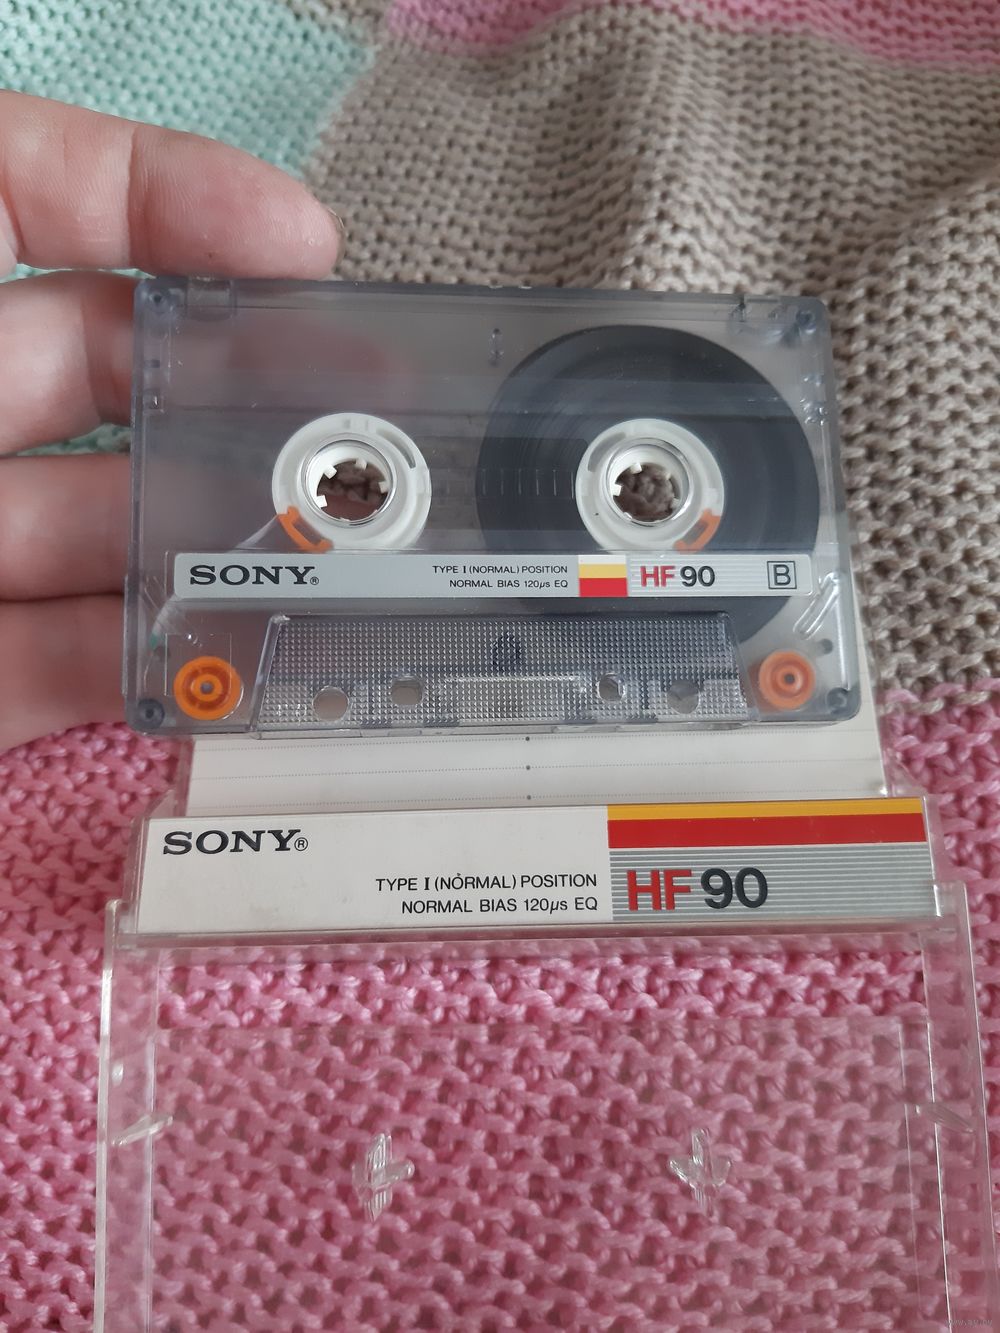 SONY®
TYPE I (NORMAL) POSITION
NORMAL BIAS 120µs EQ
HF 90
B
SONY®
TYPE I (NORMAL) POSITION
NORMAL BIAS 120µs EQ
HF 90